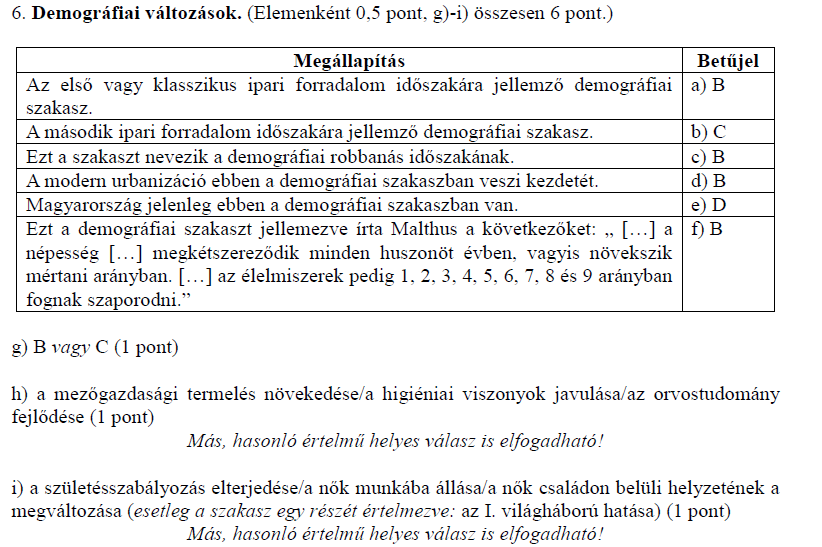 6. Demográfiai változások. (Elemenként 0,5 pont, g)-i) összesen 6 pont.)
Megállapítás Betűjel
Az első vagy klasszikus ipari forradalom időszakára jellemző demográfiai a) B
szakasz.
A második ipari forradalom időszakára jellemző demográfiai szakasz. b) C
Ezt a szakaszt nevezik a demográfiai robbanás időszakának. c) B
A modern urbanizáció ebben a demográfiai szakaszban veszi kezdetét. d) B
Magyarország jelenleg ebben a demográfiai szakaszban van. e) D
Ezt a demográfiai szakaszt jellemezve írta Malthus a következőket: „ […] a f) B
népesség […] megkétszereződik minden huszonöt évben, vagyis növekszik
mértani arányban. […] az élelmiszerek pedig 1, 2, 3, 4, 5, 6, 7, 8 és 9 arányban
fognak szaporodni.”
g) B vagy C (1 pont)
h) a mezőgazdasági termelés növekedése/a higiéniai viszonyok javulása/az orvostudomány
fejlődése (1 pont)
Más, hasonló értelmű helyes válasz is elfogadható!
i) a születésszabályozás elterjedése/a nők munkába állása/a nők családon belüli helyzetének a
megváltozása (esetleg a szakasz egy részét értelmezve: az I. világháború hatása) (1 pont)
Más, hasonló értelmű helyes válasz is elfogadható!